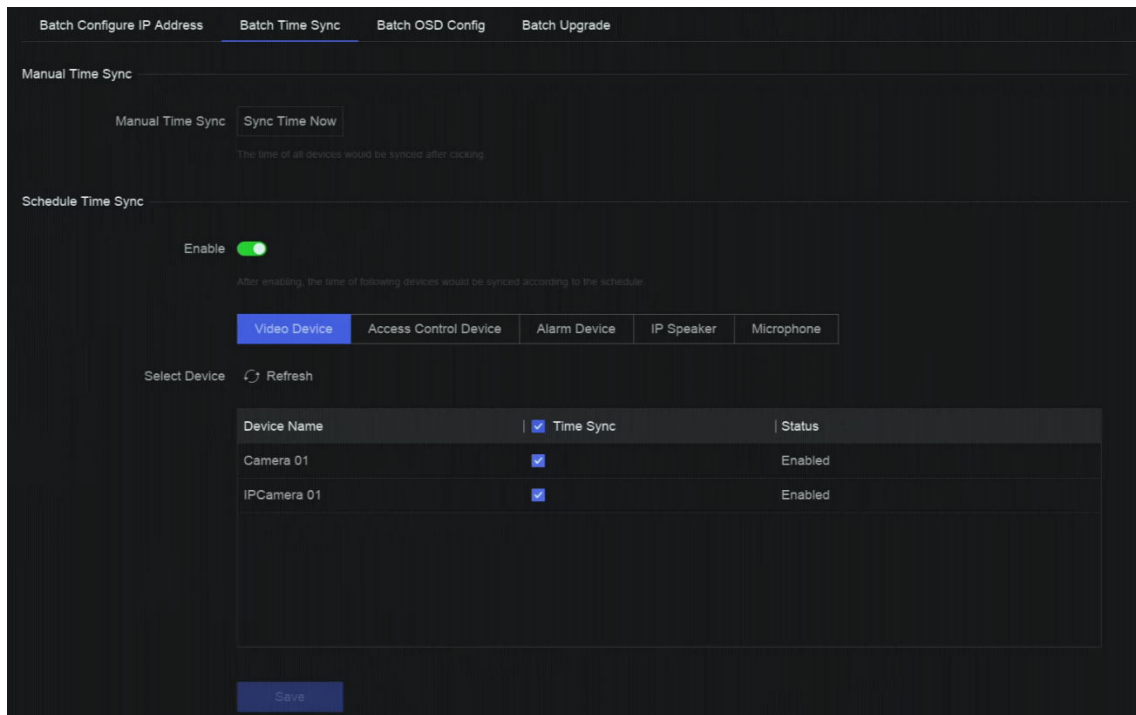 Batch Configure IP Address Batch Time Sync Batch OSD Config Batch Upgrade
Manual Time Sync
Manual Time Sync Sync Time Now
The time of all devices would be synced after clicking.
Schedule Time Sync
Enable
After enabling, the time of following devices would be synced according to the schedule.
Video Device Access Control Device Alarm Device IP Speaker Microphone
Select Device Refresh
Device Name Time Sync Status
Camera 01 Enabled
IPCamera 01 Enabled
Save